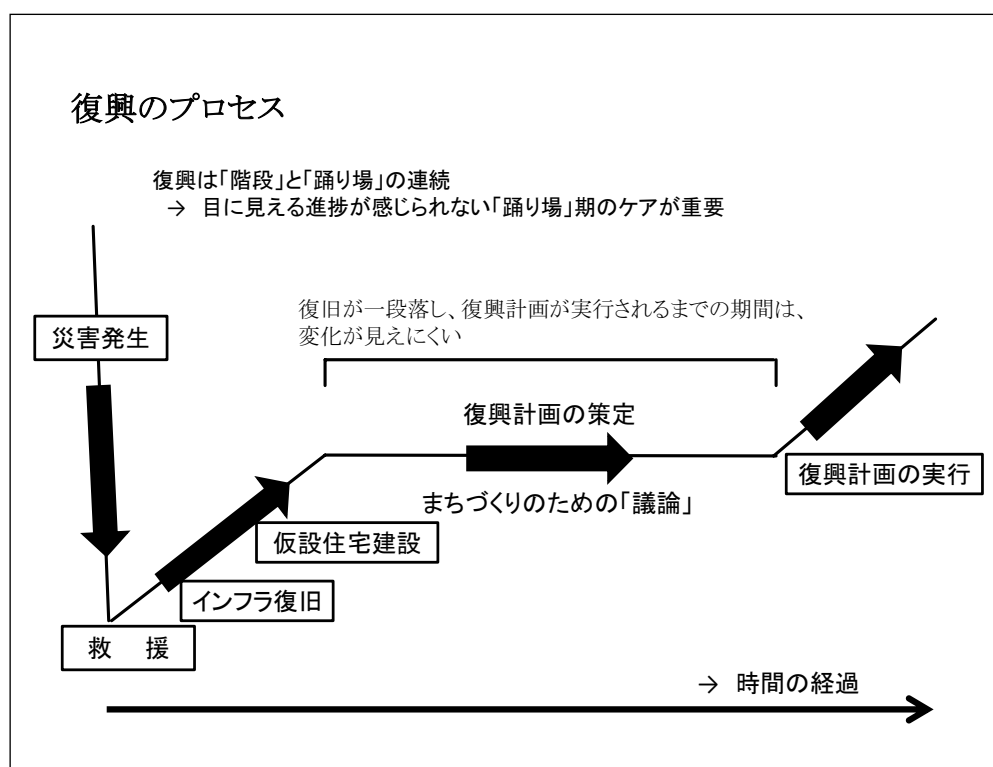 復興のプロセス
復興は「階段」と「踊り場」の連続
→ 目に見える進捗が感じられない「踊り場」期のケアが重要
復旧が一段落し、復興計画が実行されるまでの期間は、
変化が見えにくい
災害発生
復興計画の策定
復興計画の実行
まちづくりのための「議論」
仮設住宅建設
インフラ復旧
救 援
→ 時間の経過